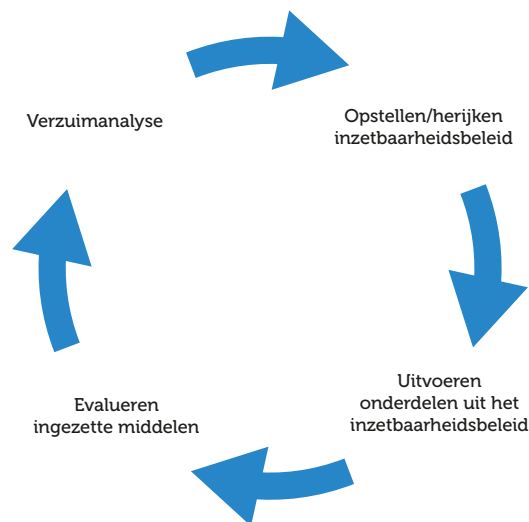 Verzuimanalyse
Opstellen/herijken
inzetbaarheidsbeleid
Uitvoeren
onderdelen uit het
inzetbaarheidsbeleid
Evalueren
ingezette middelen